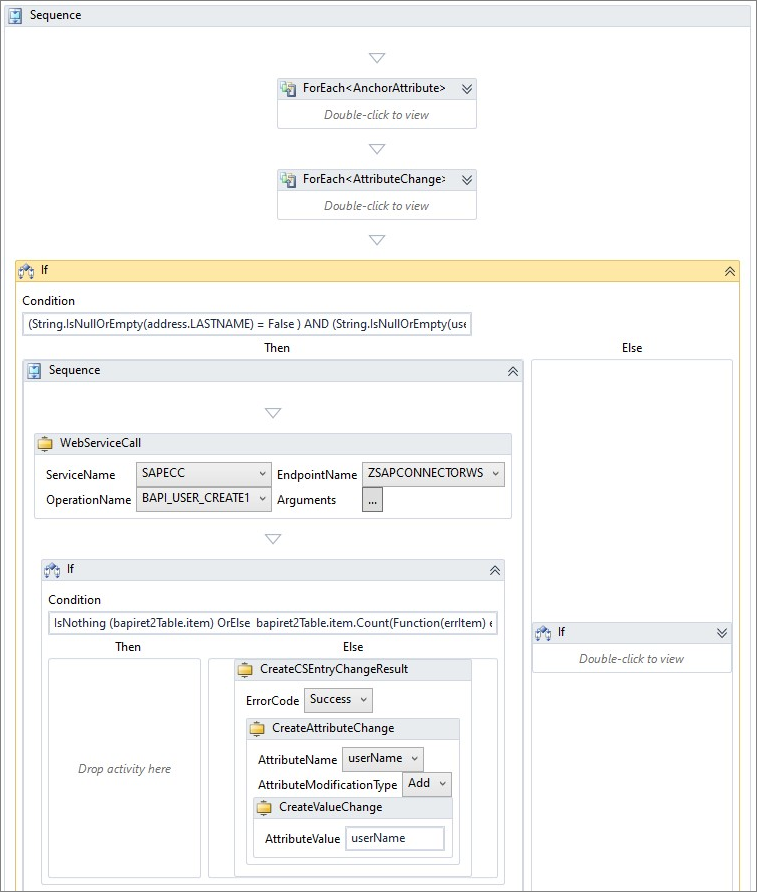 Sequence
ForEach<AnchorAttribute>
Double-click to view
ForEach<AttributeChange>
Double-click to view
If
Condition
(String.IsNullOrEmpty(address.LASTNAME) = False ) AND (String.IsNullOrEmpty(use
Then Else
Sequence
WebServiceCall
ServiceName SAPECC EndpointName ZSAPCONNECTORWS
OperationName BAPI_USER_CREATE1 Arguments ...
If
Condition
IsNothing (bapiret2Table.item) OrElse bapiret2Table.item.Count(Function(errItem) e
Then Else
If
Double-click to view
CreateCSEntryChangeResult
ErrorCode Success
CreateAttributeChange
AttributeName userName
Drop activity here
AttributeModificationType Add
CreateValueChange
AttributeValue userName